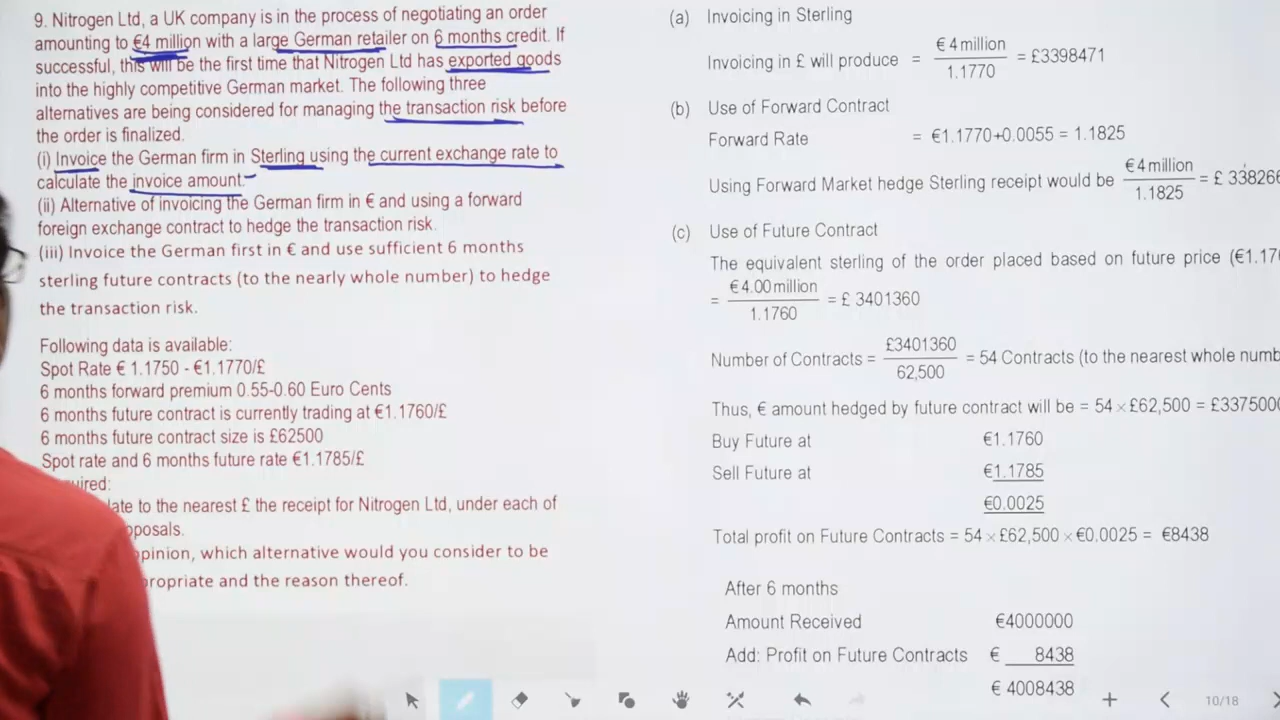 9. Nitrogen Ltd, a UK company is in the process of negotiating an order
amounting to €4 million with a large German retailer on 6 months credit. If
successful, this will be the first time that Nitrogen Ltd has exported goods
into the highly competitive German market. The following three
alternatives are being considered for managing the transaction risk before
the order is finalized.
(i) Invoice the German firm in Sterling using the current exchange rate to
calculate the invoice amount.
(ii) Alternative of invoicing the German firm in € and using a forward
foreign exchange contract to hedge the transaction risk.
(iii) Invoice the German first in € and use sufficient 6 months
sterling future contracts (to the nearly whole number) to hedge
the transaction risk.
Following data is available:
Spot Rate € 1.1750 - €1.1770/£
6 months forward premium 0.55-0.60 Euro Cents
6 months future contract is currently trading at €1.1760/£
6 months future contract size is £62500
Spot rate and 6 months future rate €1.1785/£
uired:
ate to the nearest £ the receipt for Nitrogen Ltd, under each of
posals.
pinion, which alternative would you consider to be
ropriate and the reason thereof.
(a) Invoicing in Sterling
Invoicing in £ will produce = €4 million / 1.1770 = £3398471
(b) Use of Forward Contract
Forward Rate = €1.1770+0.0055 = 1.1825
Using Forward Market hedge Sterling receipt would be €4 million / 1.1825 = £ 338266
(c) Use of Future Contract
The equivalent sterling of the order placed based on future price (€1.17
= €4.00 million / 1.1760 = £ 3401360
Number of Contracts = £3401360 / 62,500 = 54 Contracts (to the nearest whole numb
Thus, € amount hedged by future contract will be = 54 × £62,500 = £337500
Buy Future at €1.1760
Sell Future at €1.1785
€0.0025
Total profit on Future Contracts = 54 × £62,500 × €0.0025 = €8438
After 6 months
Amount Received €4000000
Add: Profit on Future Contracts € 8438
€ 4008438
10/18